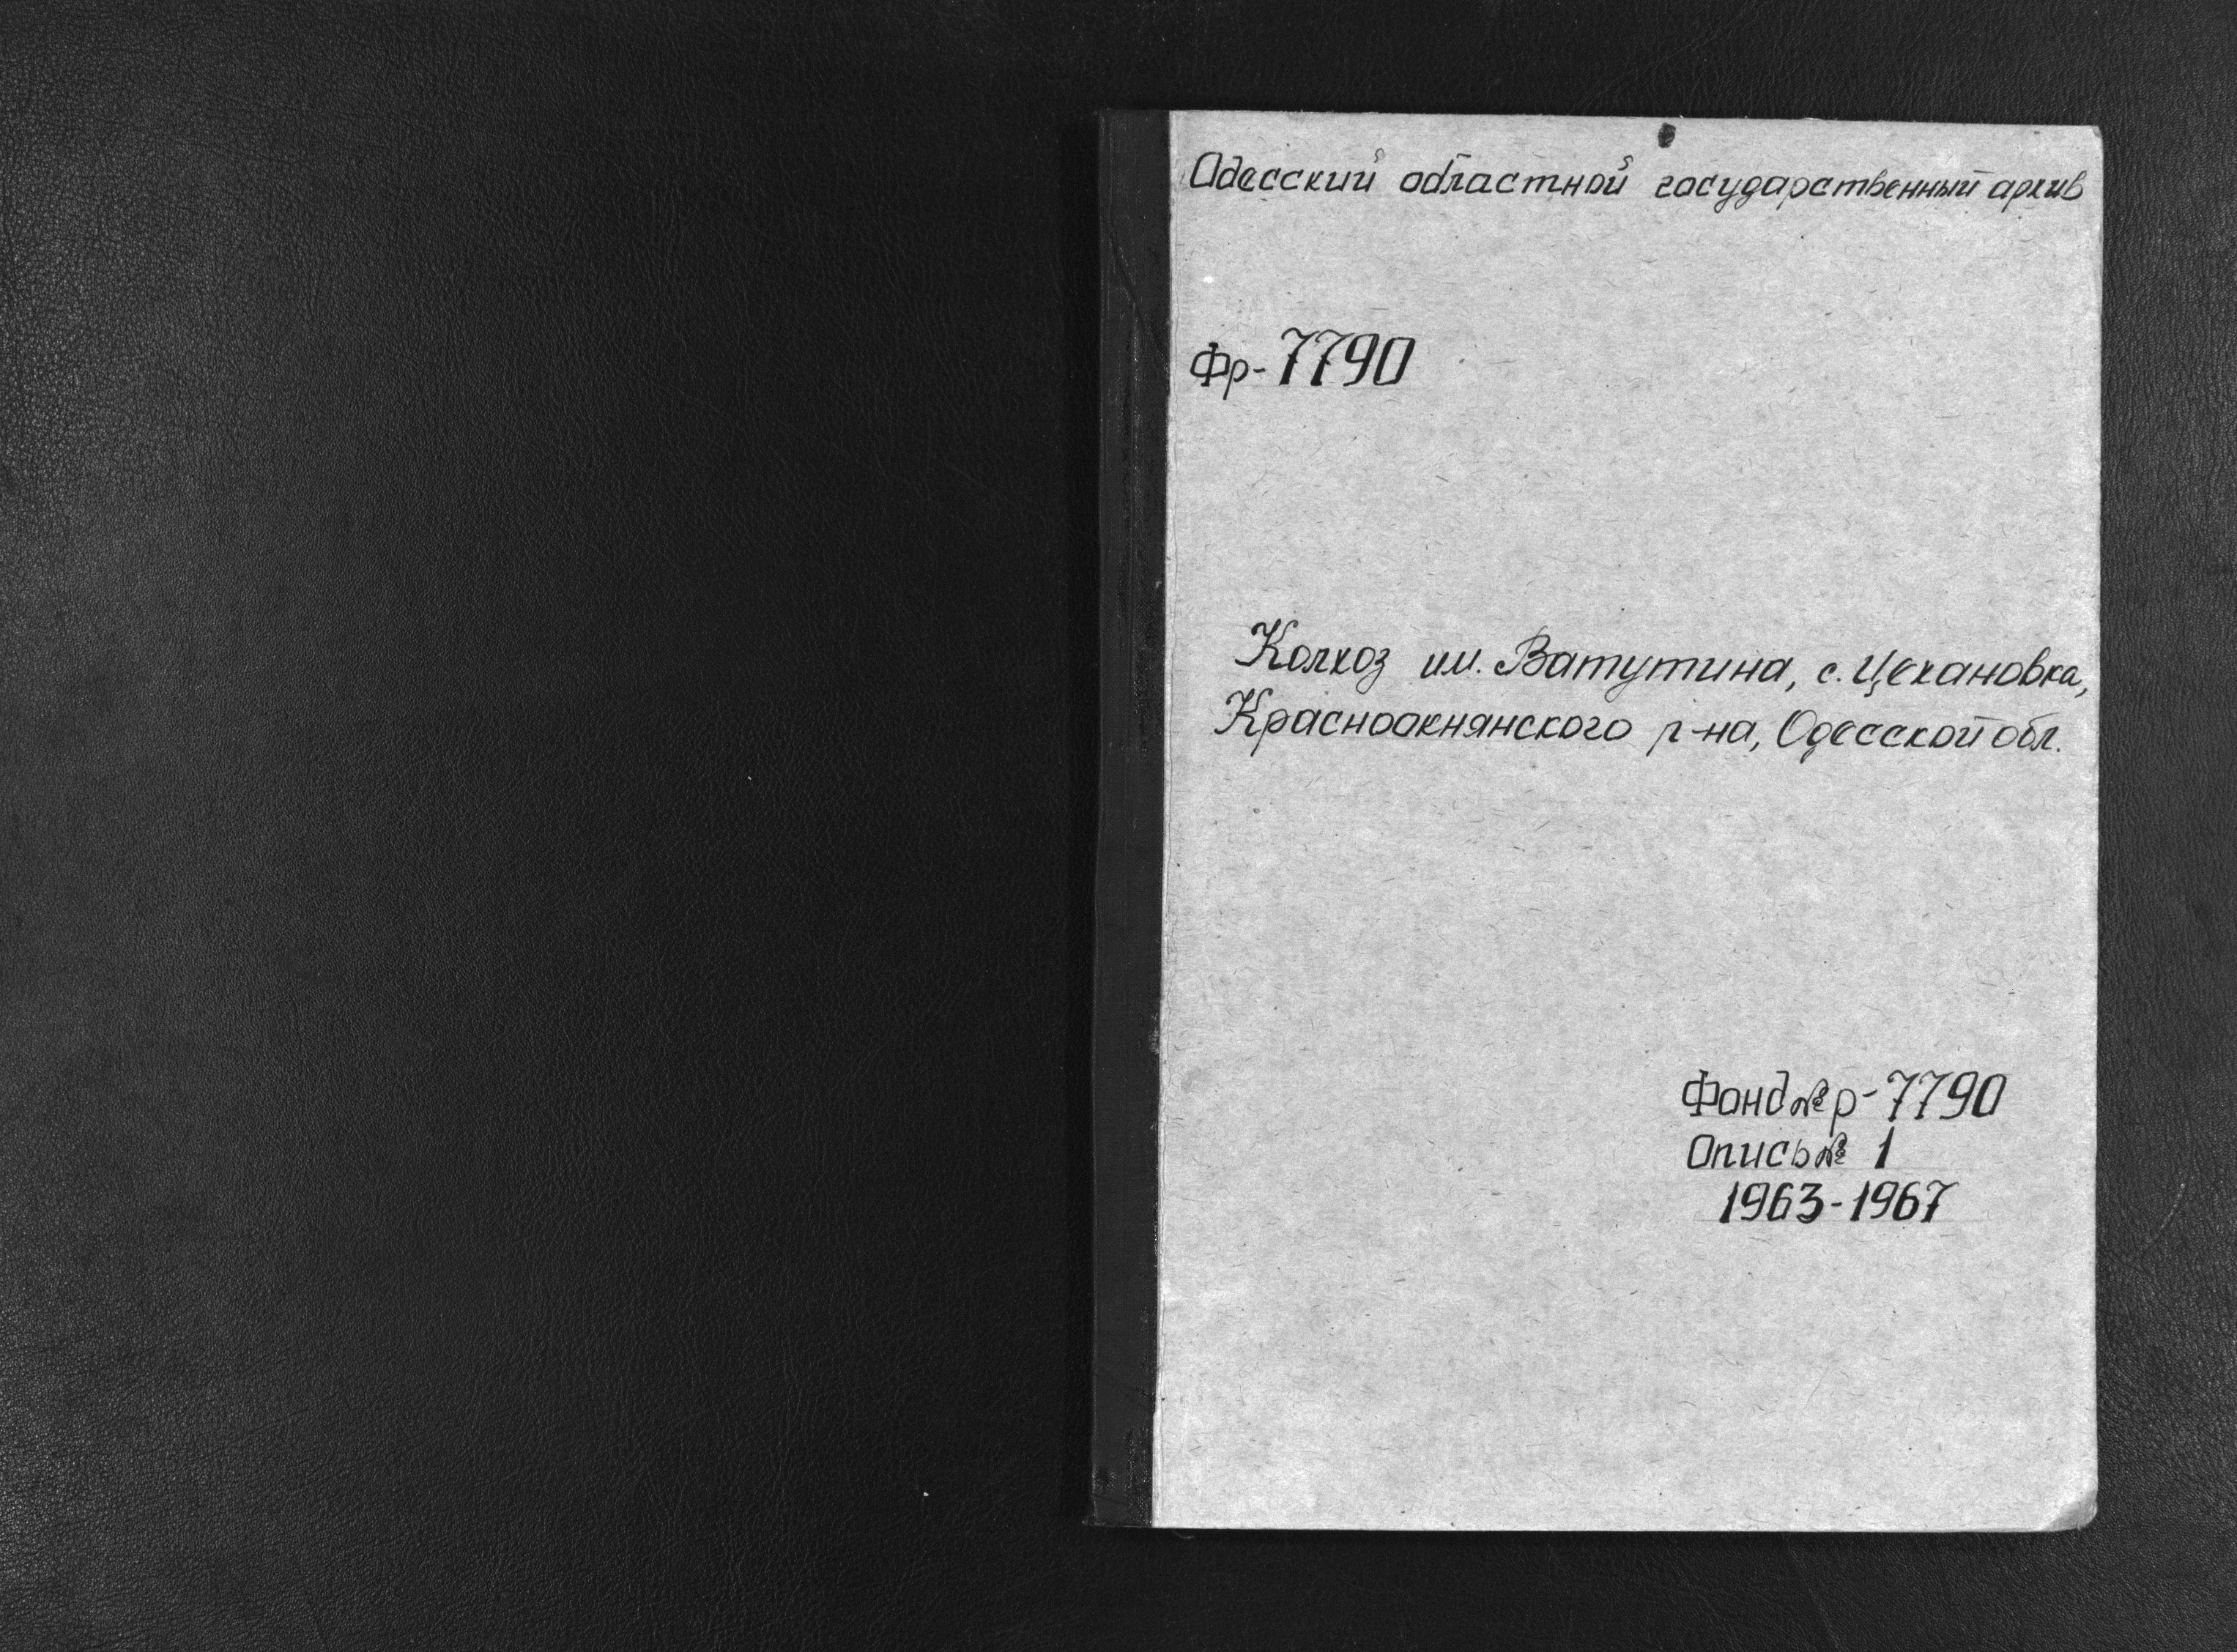 Одесский областной государственный архив
Фр-7790
Колхоз им. Ватутина, с. Цехановка,
Красноокнянского р-на, Одесской обл.
Фонд № р-7790
Опись № 1
1963-1967